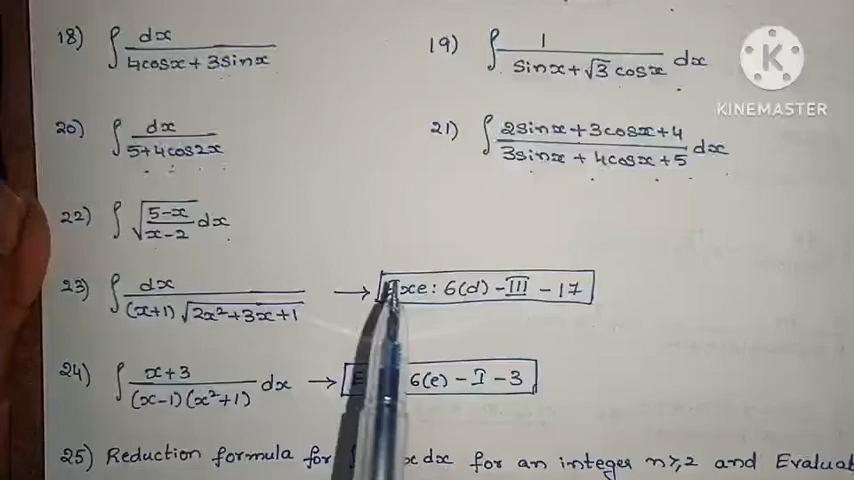 18) ∫ dx / (4cosx + 3sinx)
19) ∫ 1 / (sinx + √3 cosx) dx
K
KINEMASTER
20) ∫ dx / (5+4cos2x)
21) ∫ (2sinx+3cosx+4) / (3sinx + 4cosx+5) dx
22) ∫ √((5-x)/(x-2)) dx
23) ∫ dx / ((x+1) √(2x²+3x+1)) → Exe: 6(d) - III - 17
24) ∫ (x+3) / ((x-1)(x²+1)) dx → 6(e) - I - 3
25) Reduction formula for ∫ x dx for an integer n≥2 and Evaluat